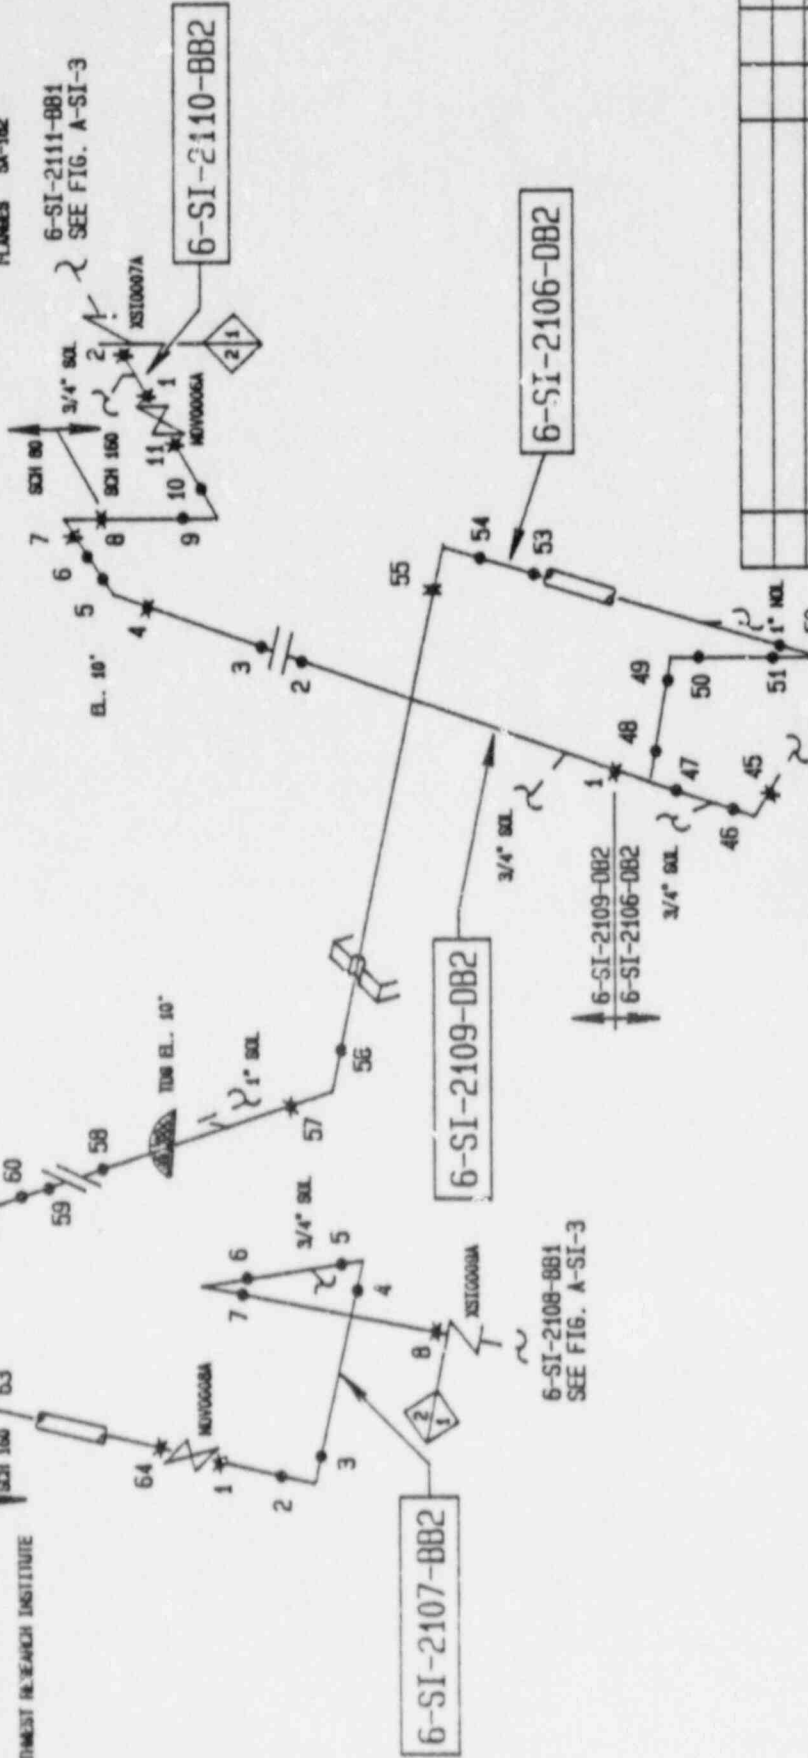 6-SI-2111-BB1
SEE FIG. A-SI-3
6-SI-2110-BB2
XSI0007A
3/4" SOL
2
1
2
1
SCH 80
SCH 160
11
10
9
8
7
6
5
4
3
2
EL. 10"
6-SI-2106-DB2
55
54
53
1" NOL
49
50
51
48
47
46
45
1
3/4" SOL
6-SI-2109-DB2
6-SI-2106-DB2
3/4" SOL
6-SI-2109-DB2
60
59
58
TDB EL. 10"
1" SOL
57
56
63
SCH 160
64
1
2
3
4
5
6
7
8
3/4" SOL
2
1
6-SI-2108-BB1
SEE FIG. A-SI-3
6-SI-2107-BB2
RESEARCH INSTITUTE